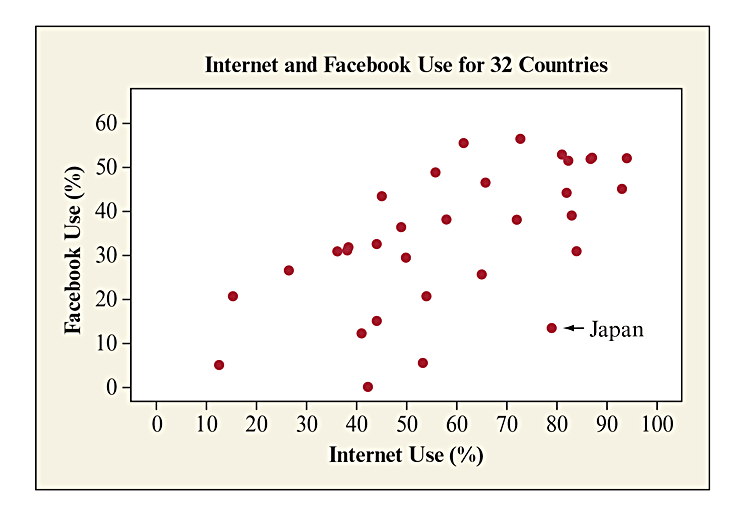 Internet and Facebook Use for 32 Countries
Facebook Use (%)
60
50
40
30
20
10
0
Japan
0 10 20 30 40 50 60 70 80 90 100
Internet Use (%)